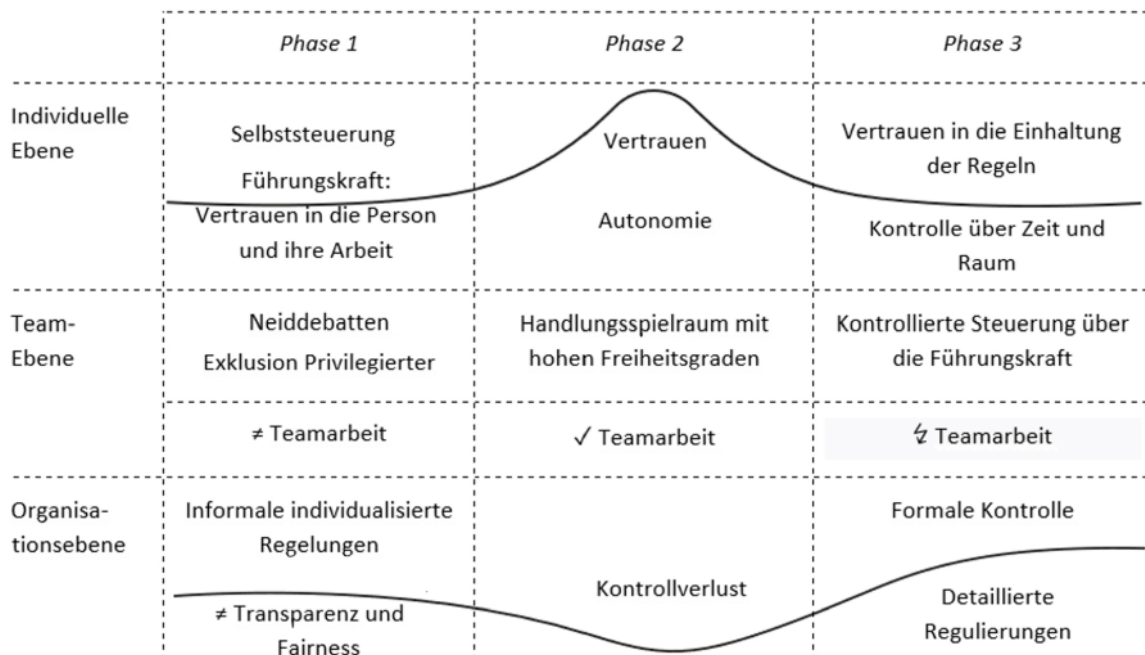 Phase 1
Phase 2
Phase 3
Individuelle
Ebene
Selbststeuerung
Führungskraft:
Vertrauen in die Person
und ihre Arbeit
Vertrauen
Autonomie
Vertrauen in die Einhaltung
der Regeln
Kontrolle über Zeit und
Raum
Team-
Ebene
Neiddebatten
Exklusion Privilegierter
Handlungsspielraum mit
hohen Freiheitsgraden
Kontrollierte Steuerung über
die Führungskraft
≠ Teamarbeit
✓ Teamarbeit
↯ Teamarbeit
Organisa-
tionsebene
Informale individualisierte
Regelungen
≠ Transparenz und
Fairness
Kontrollverlust
Formale Kontrolle
Detaillierte
Regulierungen